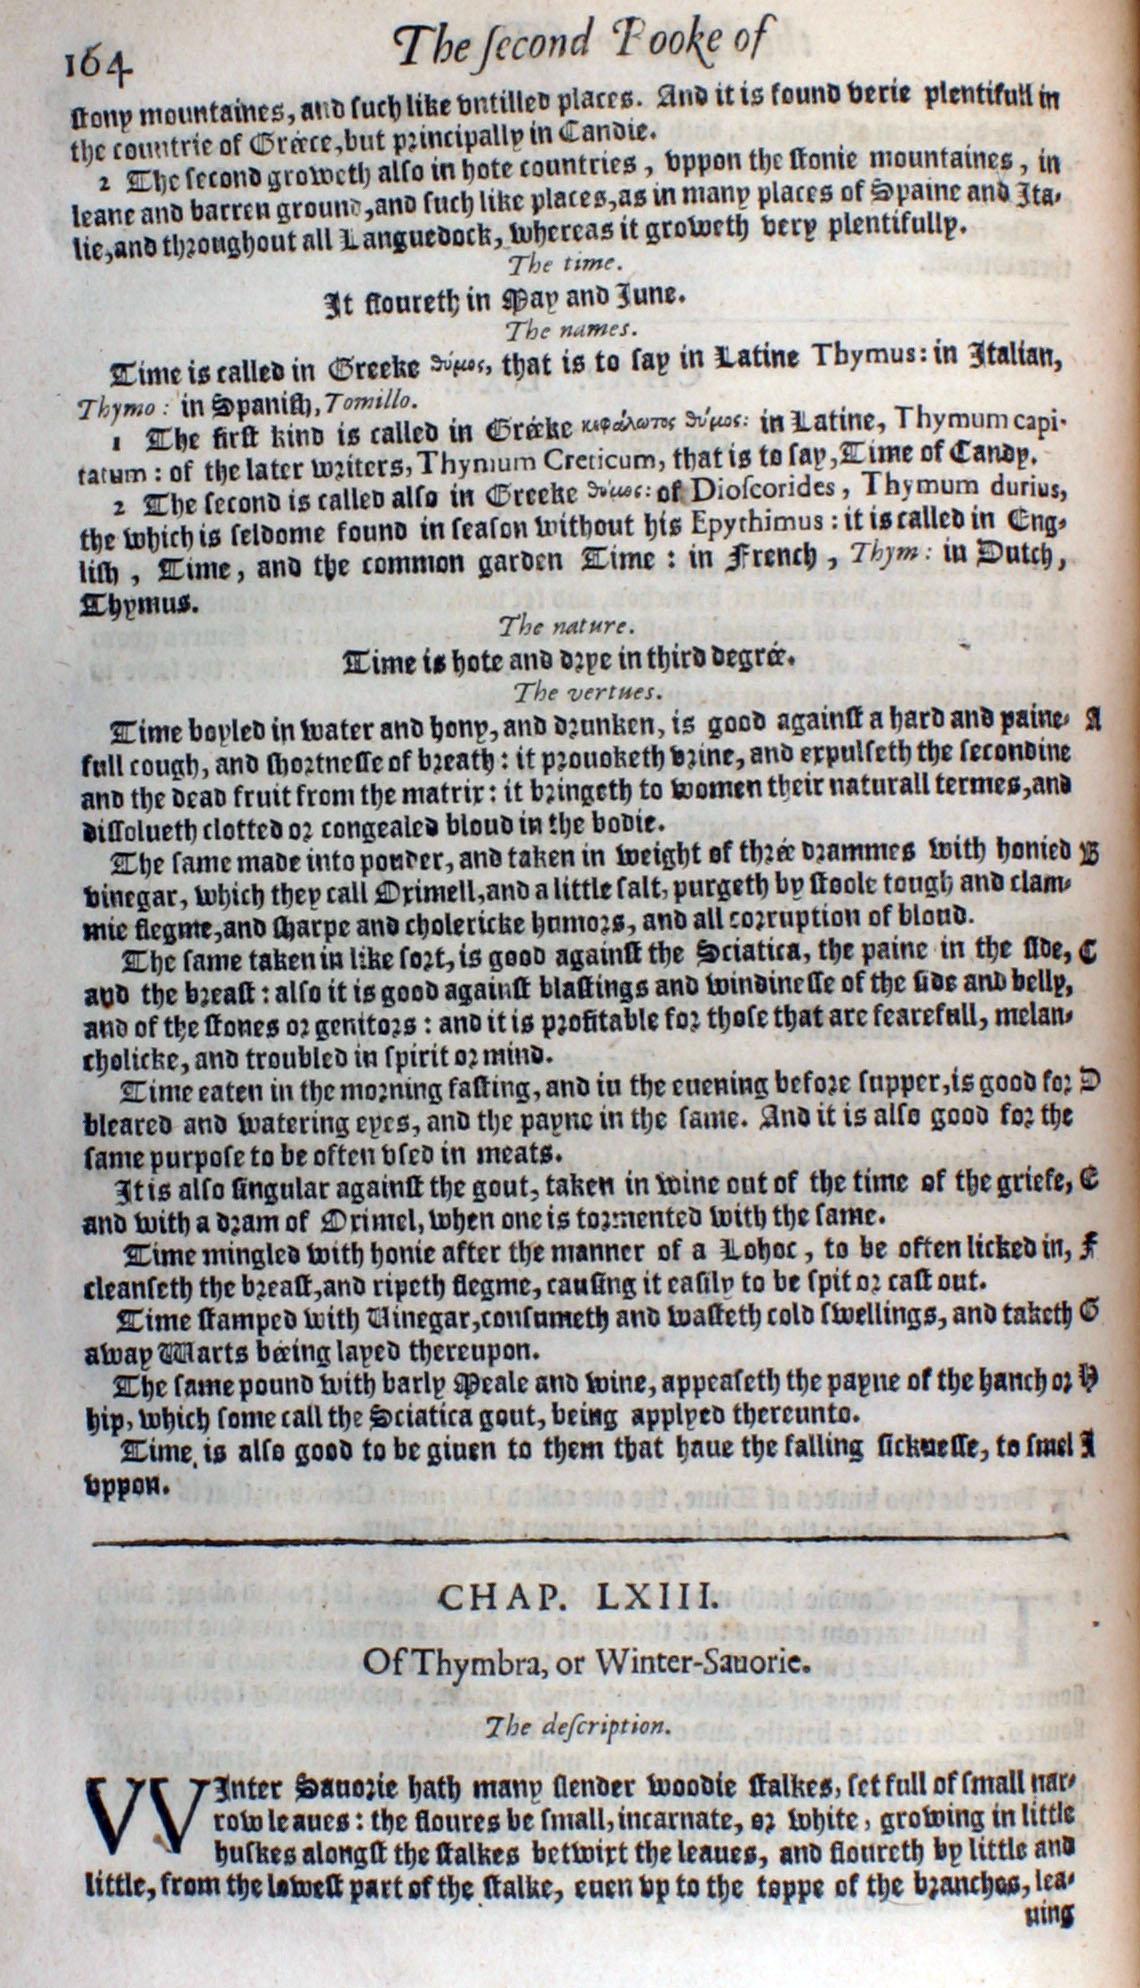 164
The ſecond Booke of
ſtony mountaines, and ſuch like vntilled places. And it is found verie plentifull in
the countrie of Gréece, but principally in Candie.
2 The ſecond groweth alſo in hote countries, vppon the ſtonie mountaines, in
leane and barren ground, and ſuch like places, as in many places of Spaine and Ita-
lie, and throughout all Languedock, whereas it groweth very plentifully.
The time.
It floureth in May and June.
The names.
Time is called in Greeke θύμος, that is to ſay in Latine Thymus: in Italian,
Thymo: in Spaniſh, Tomillo.
1 The firſt kind is called in Gréeke κεφάλωτος θύμος: in Latine, Thymum capi-
tatum: of the later writers, Thymum Creticum, that is to ſay, Time of Candy.
2 The ſecond is called alſo in Greeke θύμος: of Dioſcorides, Thymum durius,
the which is ſeldome found in ſeaſon without his Epythimus: it is called in Eng-
liſh, Time, and the common garden Time: in French, Thym: in Dutch,
Thymus.
The nature.
Time is hote and drye in third degrée.
The vertues.
Time boyled in water and hony, and drunken, is good againſt a hard and paine- A
full cough, and ſhortneſſe of breath: it prouoketh vrine, and expulſeth the ſecondine
and the dead fruit from the matrix: it bringeth to women their naturall termes, and
diſſolueth clotted or congealed bloud in the bodie.
The ſame made into pouder, and taken in weight of thrée drammes with honied B
vinegar, which they call Oximell, and a little ſalt, purgeth by ſtoole tough and clam-
mie flegme, and ſharpe and cholericke humors, and all corruption of bloud.
The ſame taken in like ſort, is good againſt the Sciatica, the paine in the ſide, C
and the breaſt: alſo it is good againſt blaſtings and windineſſe of the ſide and belly,
and of the ſtones or genitors: and it is profitable for thoſe that are fearefull, melan-
cholicke, and troubled in ſpirit or mind.
Time eaten in the morning faſting, and in the euening before ſupper, is good for D
bleared and watering eyes, and the payne in the ſame. And it is alſo good for the
ſame purpoſe to be often vſed in meats.
It is alſo ſingular againſt the gout, taken in wine out of the time of the griefe, E
and with a dram of Oximel, when one is tormented with the ſame.
Time mingled with honie after the manner of a Lohoc, to be often licked in, F
cleanſeth the breaſt, and ripeth flegme, cauſing it eaſily to be ſpit or caſt out.
Time ſtamped with Uinegar, conſumeth and waſteth cold ſwellings, and taketh G
away Warts béeing layed thereupon.
The ſame pound with barly Meale and wine, appeaſeth the payne of the hanch or H
hip, which ſome call the Sciatica gout, being applyed thereunto.
Time is alſo good to be giuen to them that haue the falling ſickneſſe, to ſmel I
vppon.
CHAP. LXIII.
Of Thymbra, or Winter-Sauorie.
The deſcription.
WInter Sauorie hath many ſlender woodie ſtalkes, ſet full of ſmall nar-
row leaues: the floures be ſmall, incarnate, or white, growing in little
huſkes alongſt the ſtalkes betwixt the leaues, and floureth by little and
little, from the loweſt part of the ſtalke, euen vp to the toppe of the branches, lea-
uing